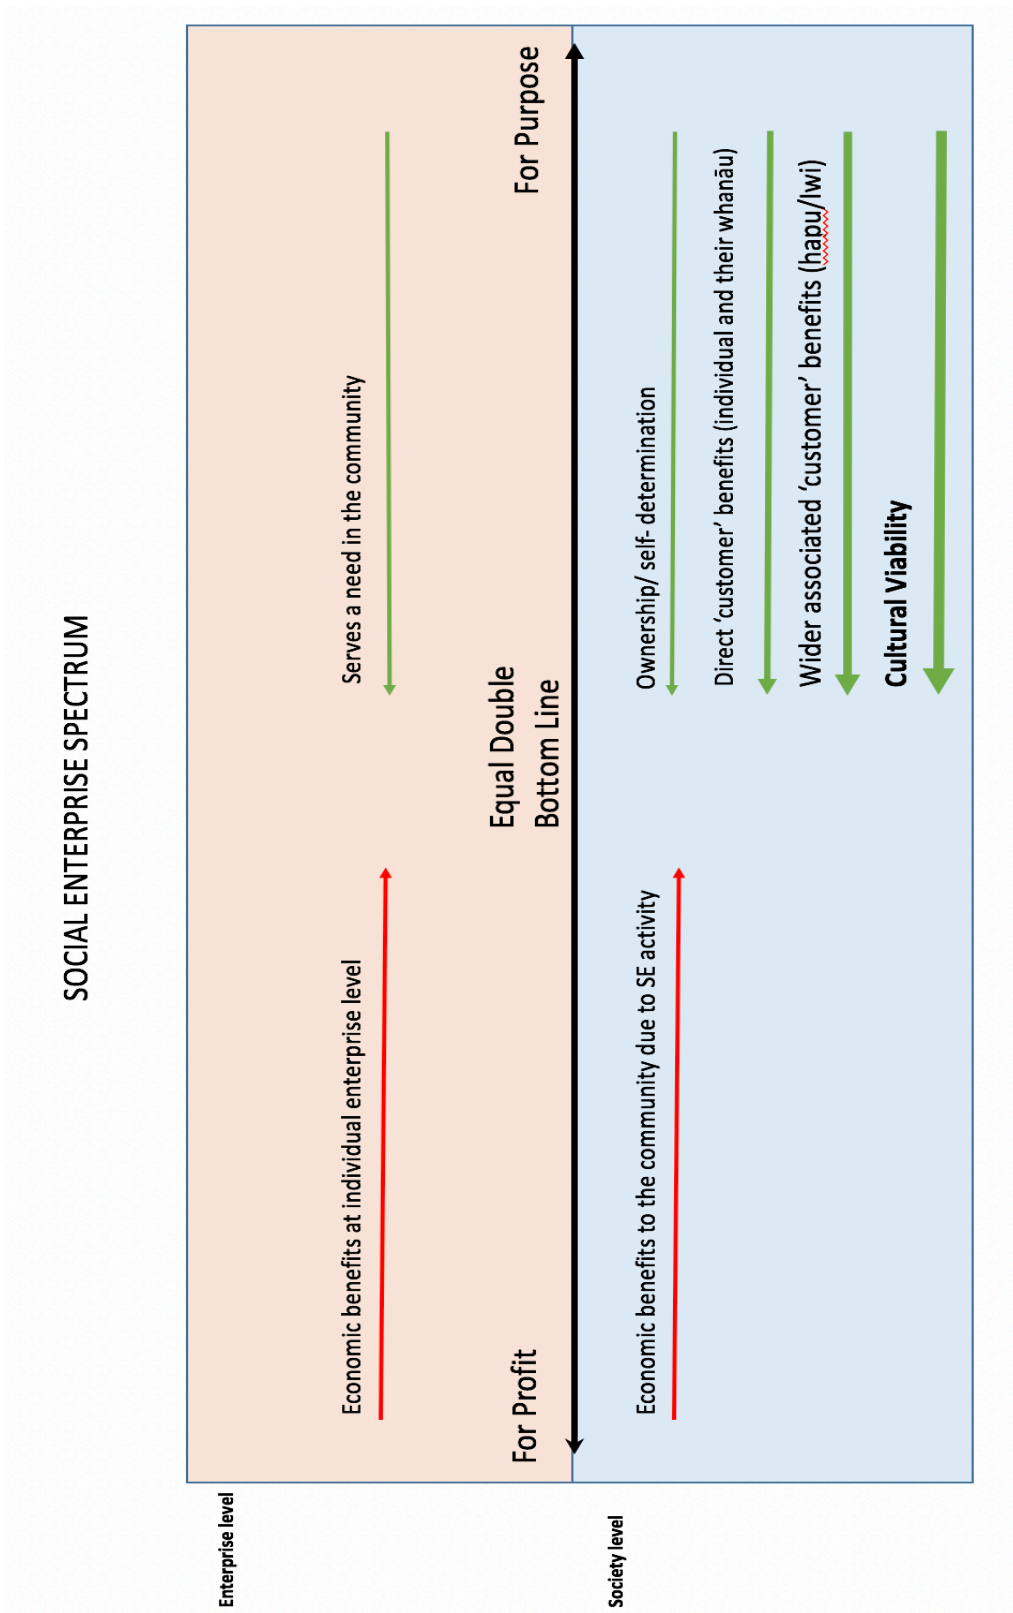 SOCIAL ENTERPRISE SPECTRUM
Enterprise level
Economic benefits at individual enterprise level
Serves a need in the community
For Profit
Equal Double
Bottom Line
For Purpose
Society level
Economic benefits to the community due to SE activity
Ownership/ self- determination
Direct ‘customer’ benefits (individual and their whanāu)
Wider associated ‘customer’ benefits (hapu/Iwi)
Cultural Viability